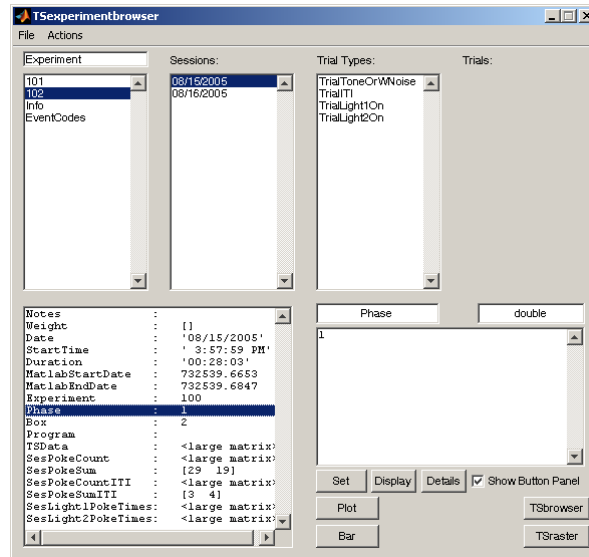 TSexperimentbrowser
File Actions
Experiment
Sessions:
Trial Types:
Trials:
101
102
Info
EventCodes
08/15/2005
08/16/2005
TrialToneOrWNoise
TrialITI
TrialLight1On
TrialLight2On
Notes :
Weight : []
Date : '08/15/2005'
StartTime : ' 3:57:59 PM'
Duration : '00:28:03'
MatlabStartDate : 732539.6653
MatlabEndDate : 732539.6847
Experiment : 100
Phase : 1
Box : 2
Program :
TSData : <large matrix>
SesPokeCount : <large matrix>
SesPokeSum : [29 19]
SesPokeCountITI : <large matrix>
SesPokeSumITI : [3 4]
SesLight1PokeTimes: <large matrix>
SesLight2PokeTimes: <large matrix>
Phase
double
1
Set Display Details Show Button Panel
Plot TSbrowser
Bar TSraster